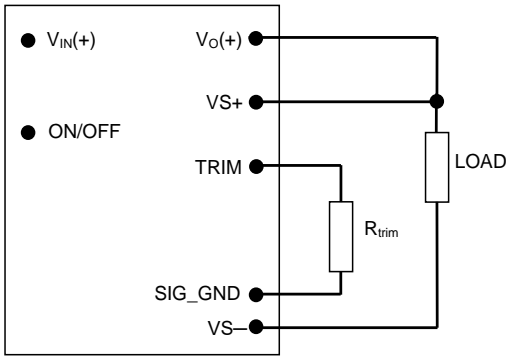 V_IN(+)
V_O(+)
VS+
ON/OFF
TRIM
LOAD
R_trim
SIG_GND
VS─